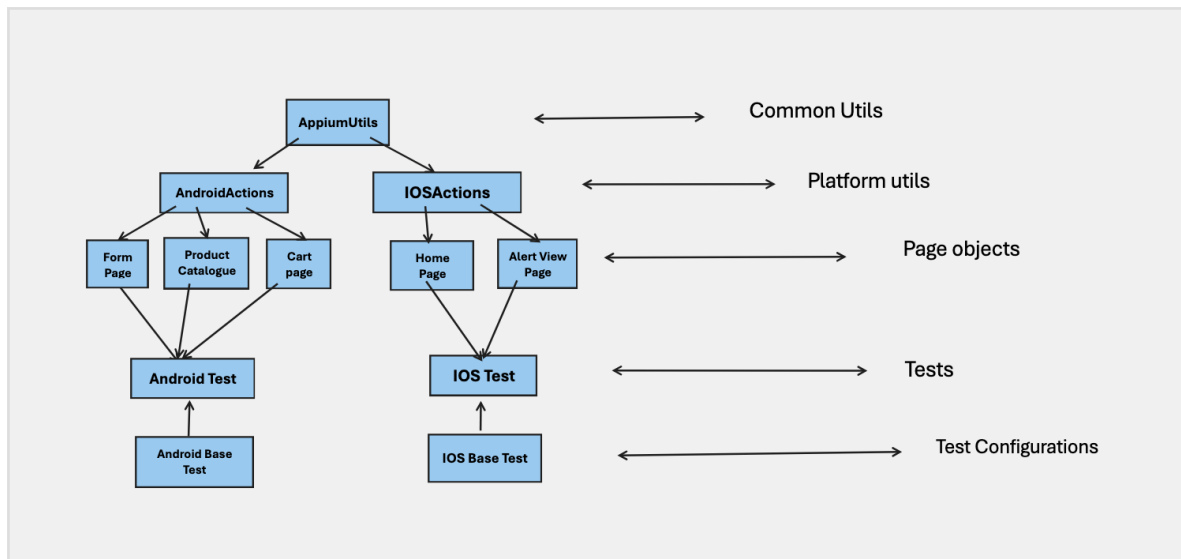 AppiumUtils
Common Utils
AndroidActions
IOSActions
Platform utils
Form
Page
Product
Catalogue
Cart
page
Home
Page
Alert View
Page
Page objects
Android Test
IOS Test
Tests
Android Base
Test
IOS Base Test
Test Configurations